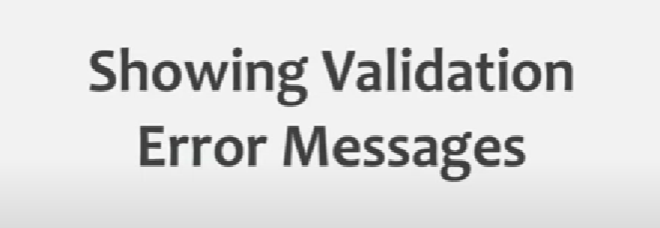 Showing Validation
Error Messages